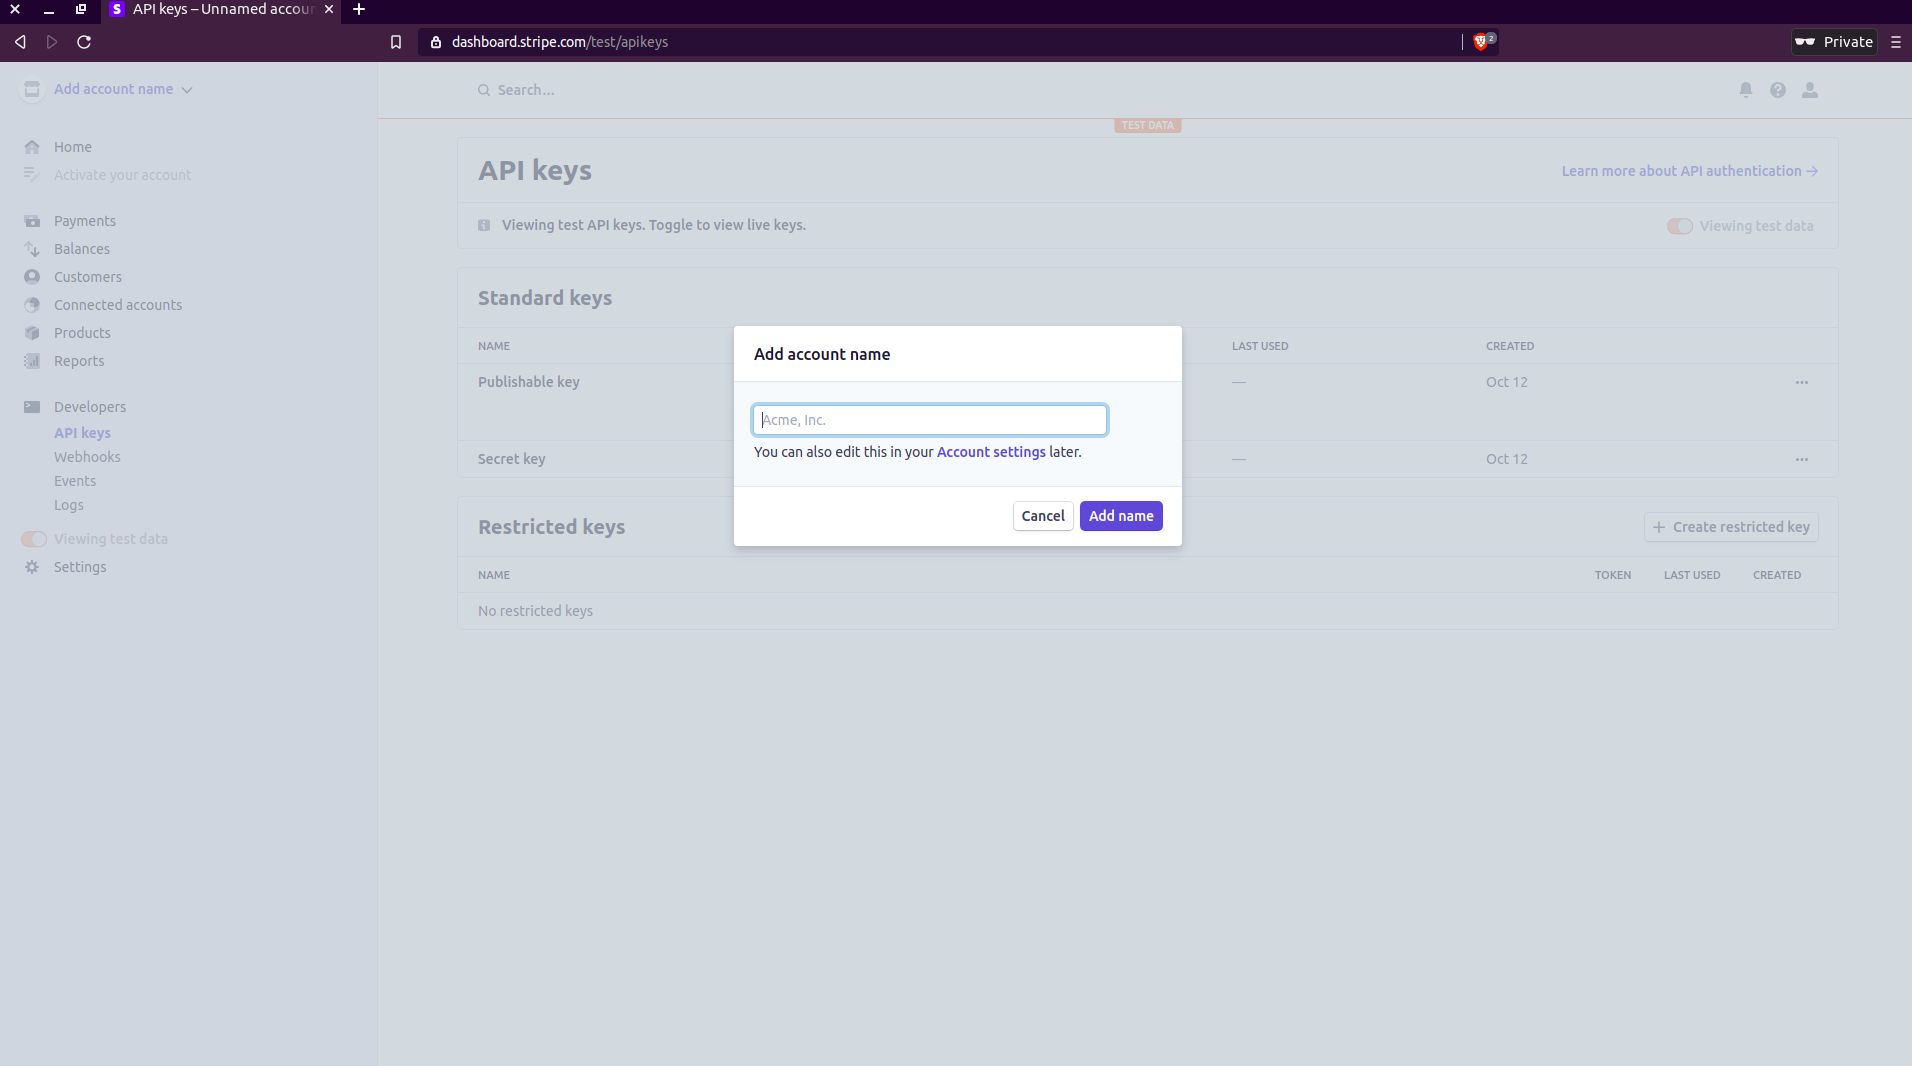 API keys – Unnamed accour
dashboard.stripe.com/test/apikeys
2
Private
Add account name
Search...
TEST DATA
Home
Activate your account
Payments
Balances
Customers
Connected accounts
Products
Reports
Developers
API keys
Webhooks
Events
Logs
Viewing test data
Settings
API keys
Learn more about API authentication →
Viewing test API keys. Toggle to view live keys.
Viewing test data
Standard keys
NAME LAST USED CREATED
Publishable key — Oct 12 ...
Secret key — Oct 12 ...
Restricted keys
+ Create restricted key
NAME TOKEN LAST USED CREATED
No restricted keys
Add account name
Acme, Inc.
You can also edit this in your Account settings later.
Cancel Add name